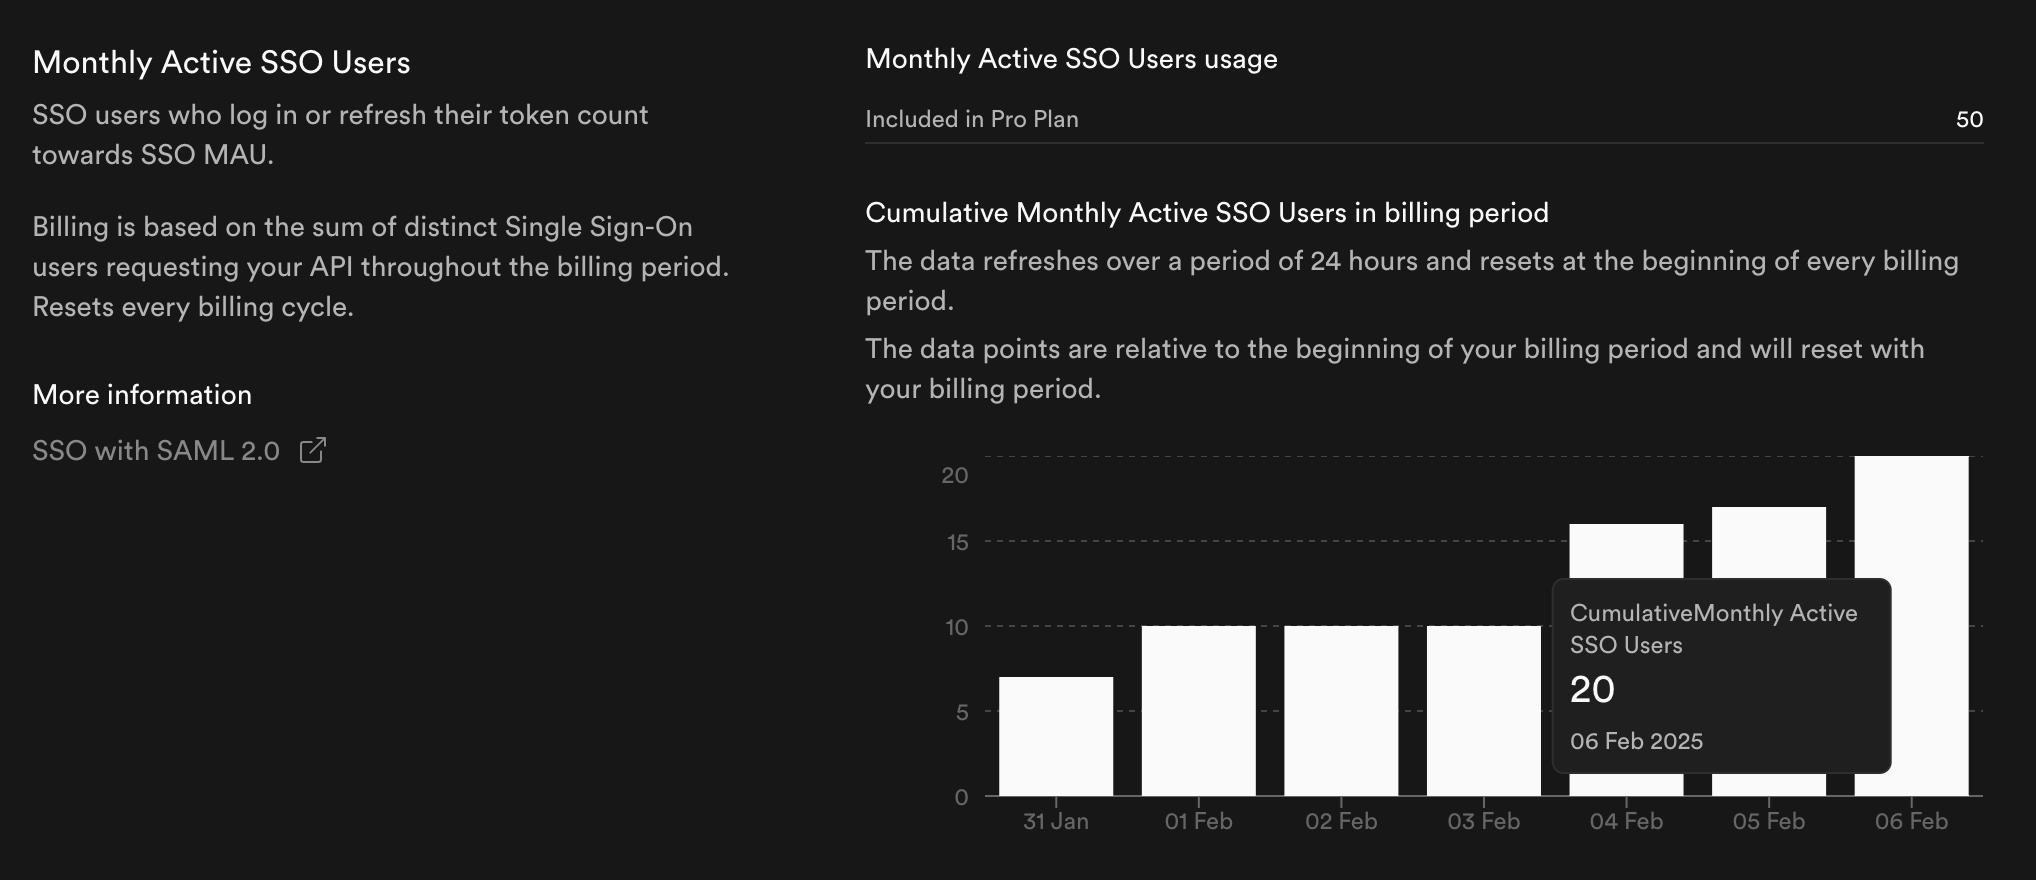 Monthly Active SSO Users
SSO users who log in or refresh their token count
towards SSO MAU.
Billing is based on the sum of distinct Single Sign-On
users requesting your API throughout the billing period.
Resets every billing cycle.
More information
SSO with SAML 2.0
Monthly Active SSO Users usage
Included in Pro Plan 50
Cumulative Monthly Active SSO Users in billing period
The data refreshes over a period of 24 hours and resets at the beginning of every billing
period.
The data points are relative to the beginning of your billing period and will reset with
your billing period.
20
15
10
5
0
CumulativeMonthly Active
SSO Users
20
06 Feb 2025
31 Jan 01 Feb 02 Feb 03 Feb 04 Feb 05 Feb 06 Feb